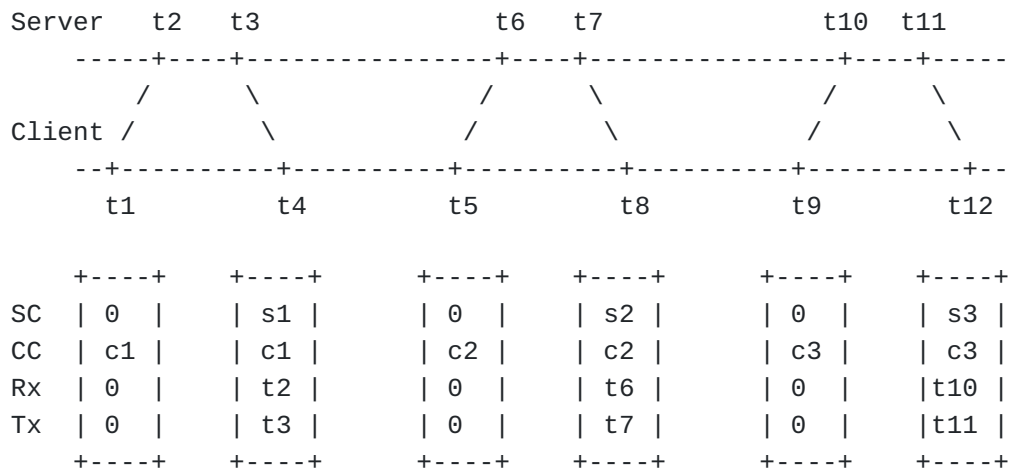 Server   t2   t3                t6   t7                t10  t11
    -----+----+----------------+----+----------------+----+-----
        /      \              /      \              /      \
Client /        \            /        \            /        \
    --+----------+----------+----------+----------+----------+--
      t1         t4         t5         t8         t9         t12
    +----+    +----+      +----+    +----+      +----+    +----+
SC  | 0  |    | s1 |      | 0  |    | s2 |      | 0  |    | s3 |
CC  | c1 |    | c1 |      | c2 |    | c2 |      | c3 |    | c3 |
Rx  | 0  |    | t2 |      | 0  |    | t6 |      | 0  |    |t10 |
Tx  | 0  |    | t3 |      | 0  |    | t7 |      | 0  |    |t11 |
    +----+    +----+      +----+    +----+      +----+    +----+